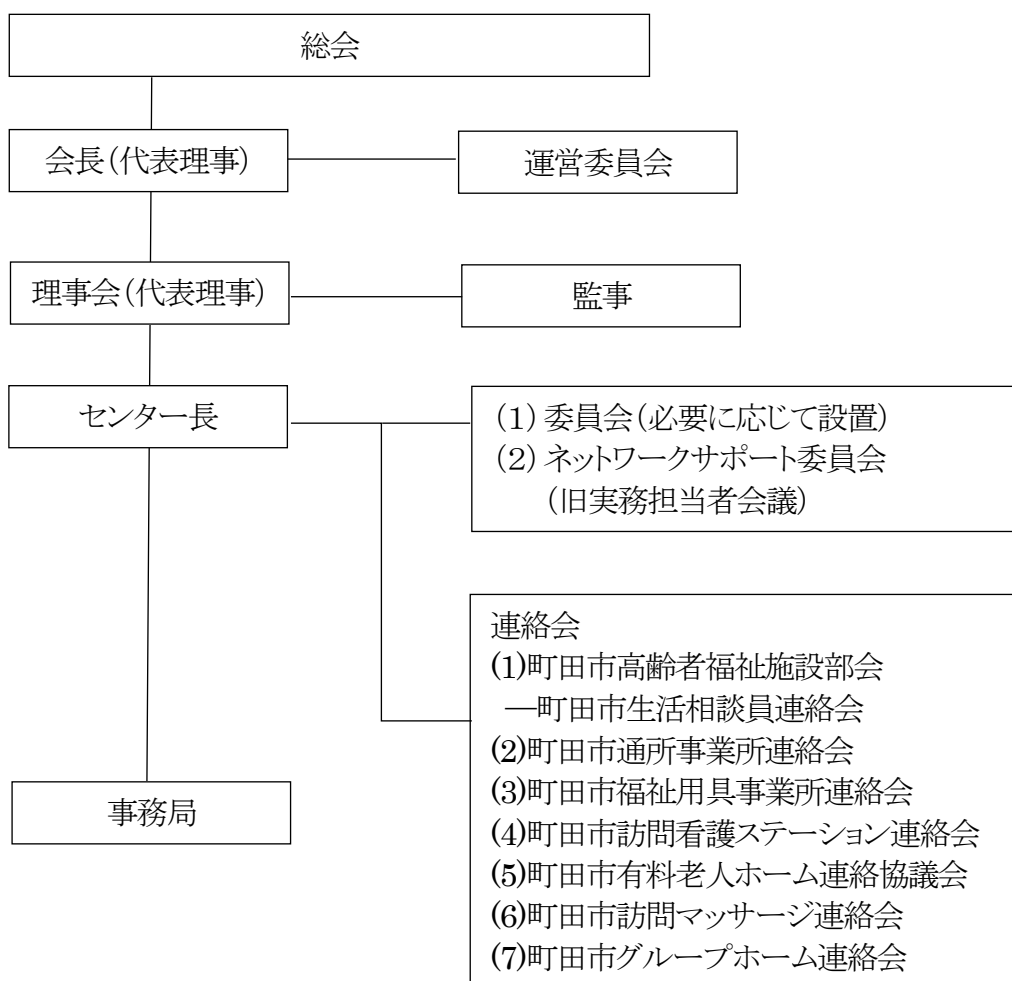 総会
会長（代表理事）
運営委員会
理事会（代表理事）
監事
センター長
（1）委員会（必要に応じて設置）
（2）ネットワークサポート委員会
（旧実務担当者会議）
連絡会
(1)町田市高齢者福祉施設部会
―町田市生活相談員連絡会
(2)町田市通所事業所連絡会
(3)町田市福祉用具事業所連絡会
(4)町田市訪問看護ステーション連絡会
(5)町田市有料老人ホーム連絡協議会
(6)町田市訪問マッサージ連絡会
(7)町田市グループホーム連絡会
事務局